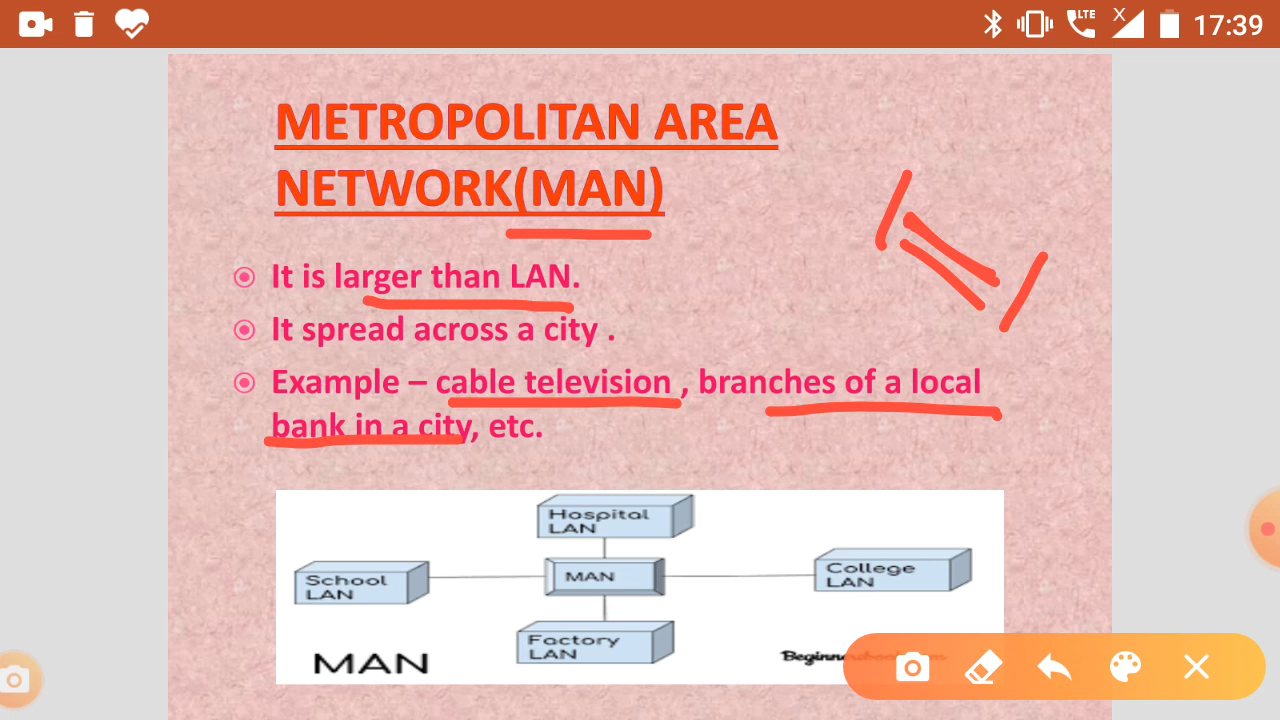 LTE
X
17:39
METROPOLITAN AREA
NETWORK(MAN)
It is larger than LAN.
It spread across a city .
Example – cable television , branches of a local
bank in a city, etc.
Hospital
LAN
School
LAN
MAN
College
LAN
Factory
LAN
MAN